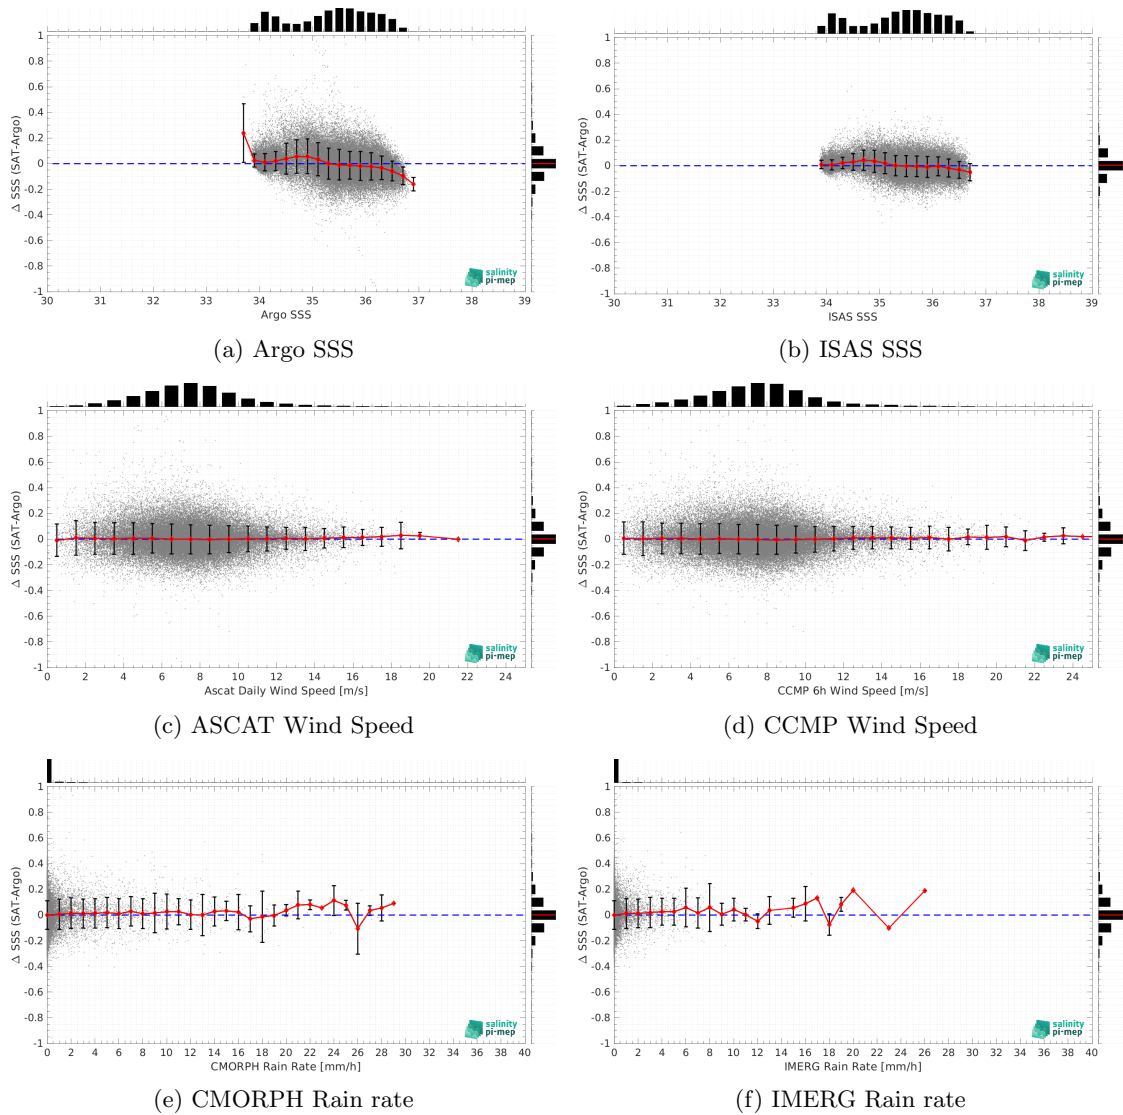 1
0.8
0.6
0.4
0.2
0
-0.2
-0.4
-0.6
-0.8
-1
Δ SSS (SAT-Argo)
30 31 32 33 34 35 36 37 38 39
Argo SSS
salinity
pi-mep
(a) Argo SSS
1
0.8
0.6
0.4
0.2
0
-0.2
-0.4
-0.6
-0.8
-1
Δ SSS (SAT-Argo)
30 31 32 33 34 35 36 37 38 39
ISAS SSS
salinity
pi-mep
(b) ISAS SSS
1
0.8
0.6
0.4
0.2
0
-0.2
-0.4
-0.6
-0.8
-1
Δ SSS (SAT-Argo)
0 2 4 6 8 10 12 14 16 18 20 22 24
Ascat Daily Wind Speed [m/s]
salinity
pi-mep
(c) ASCAT Wind Speed
1
0.8
0.6
0.4
0.2
0
-0.2
-0.4
-0.6
-0.8
-1
Δ SSS (SAT-Argo)
0 2 4 6 8 10 12 14 16 18 20 22 24
CCMP 6h Wind Speed [m/s]
salinity
pi-mep
(d) CCMP Wind Speed
1
0.8
0.6
0.4
0.2
0
-0.2
-0.4
-0.6
-0.8
-1
Δ SSS (SAT-Argo)
0 2 4 6 8 10 12 14 16 18 20 22 24 26 28 30 32 34 36 38 40
CMORPH Rain Rate [mm/h]
salinity
pi-mep
(e) CMORPH Rain rate
1
0.8
0.6
0.4
0.2
0
-0.2
-0.4
-0.6
-0.8
-1
Δ SSS (SAT-Argo)
0 2 4 6 8 10 12 14 16 18 20 22 24 26 28 30 32 34 36 38 40
IMERG Rain Rate [mm/h]
salinity
pi-mep
(f) IMERG Rain rate